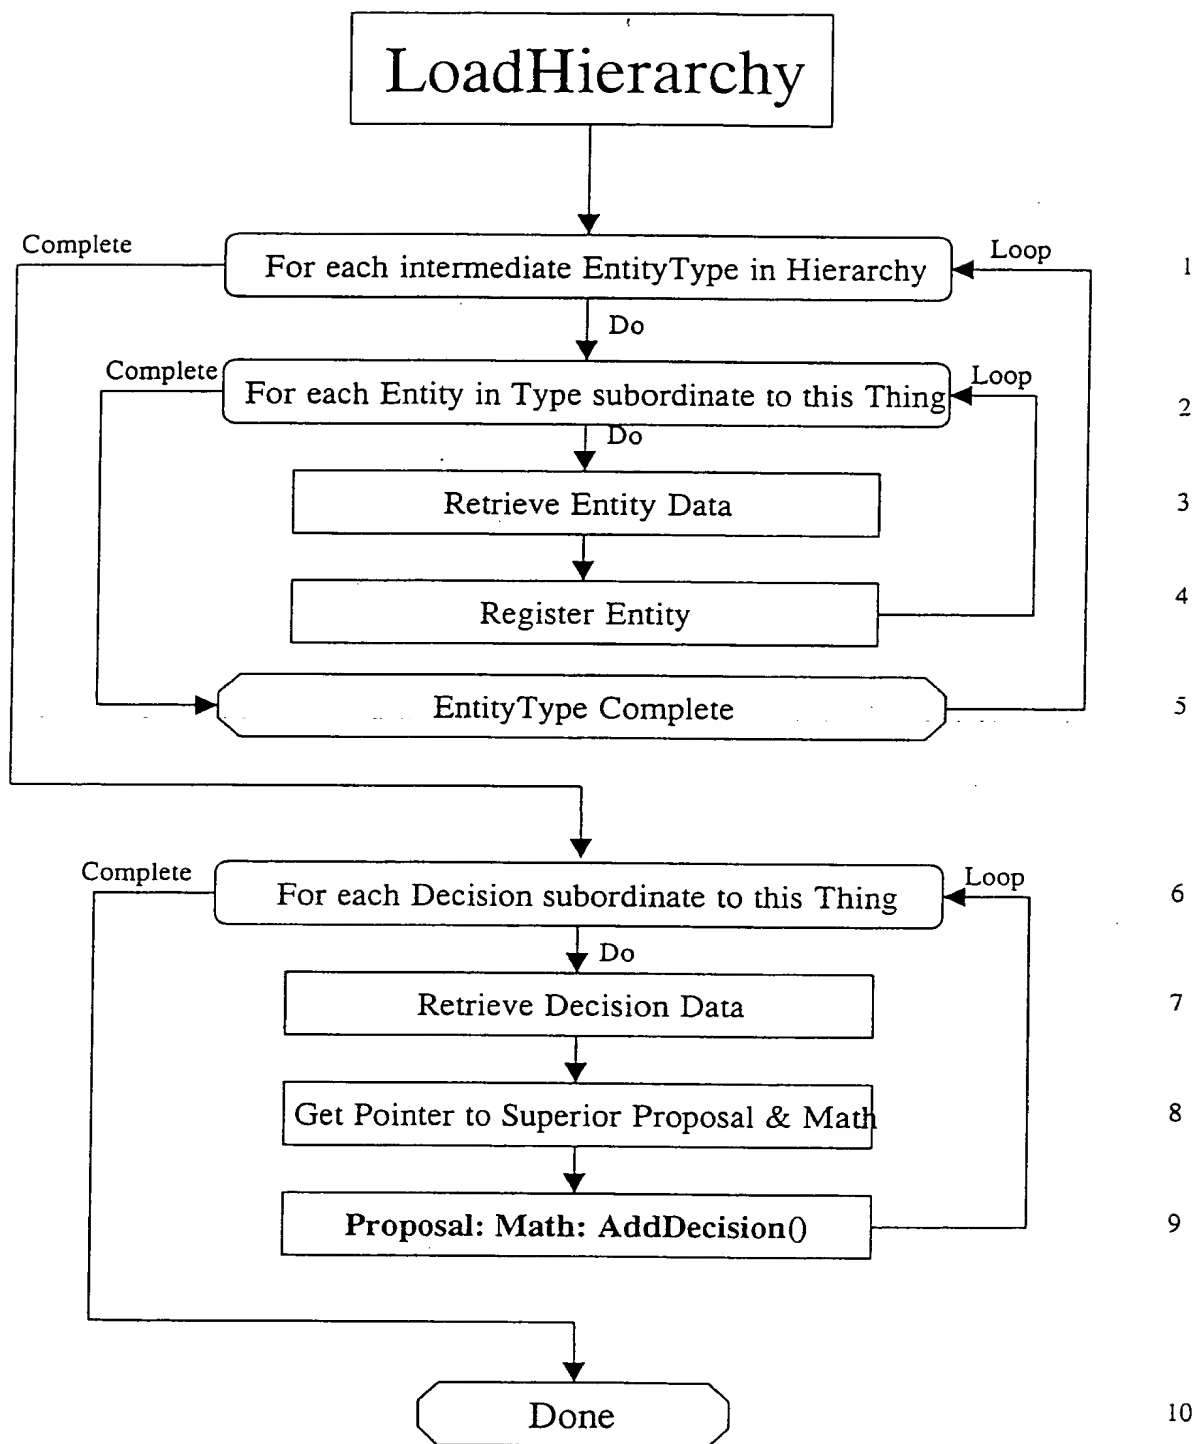 LoadHierarchy
Complete
For each intermediate EntityType in Hierarchy
Loop
1
Do
Complete
For each Entity in Type subordinate to this Thing
Loop
2
Do
Retrieve Entity Data
3
Register Entity
4
EntityType Complete
5
Complete
For each Decision subordinate to this Thing
Loop
6
Do
Retrieve Decision Data
7
Get Pointer to Superior Proposal & Math
8
Proposal: Math: AddDecision()
9
Done
10